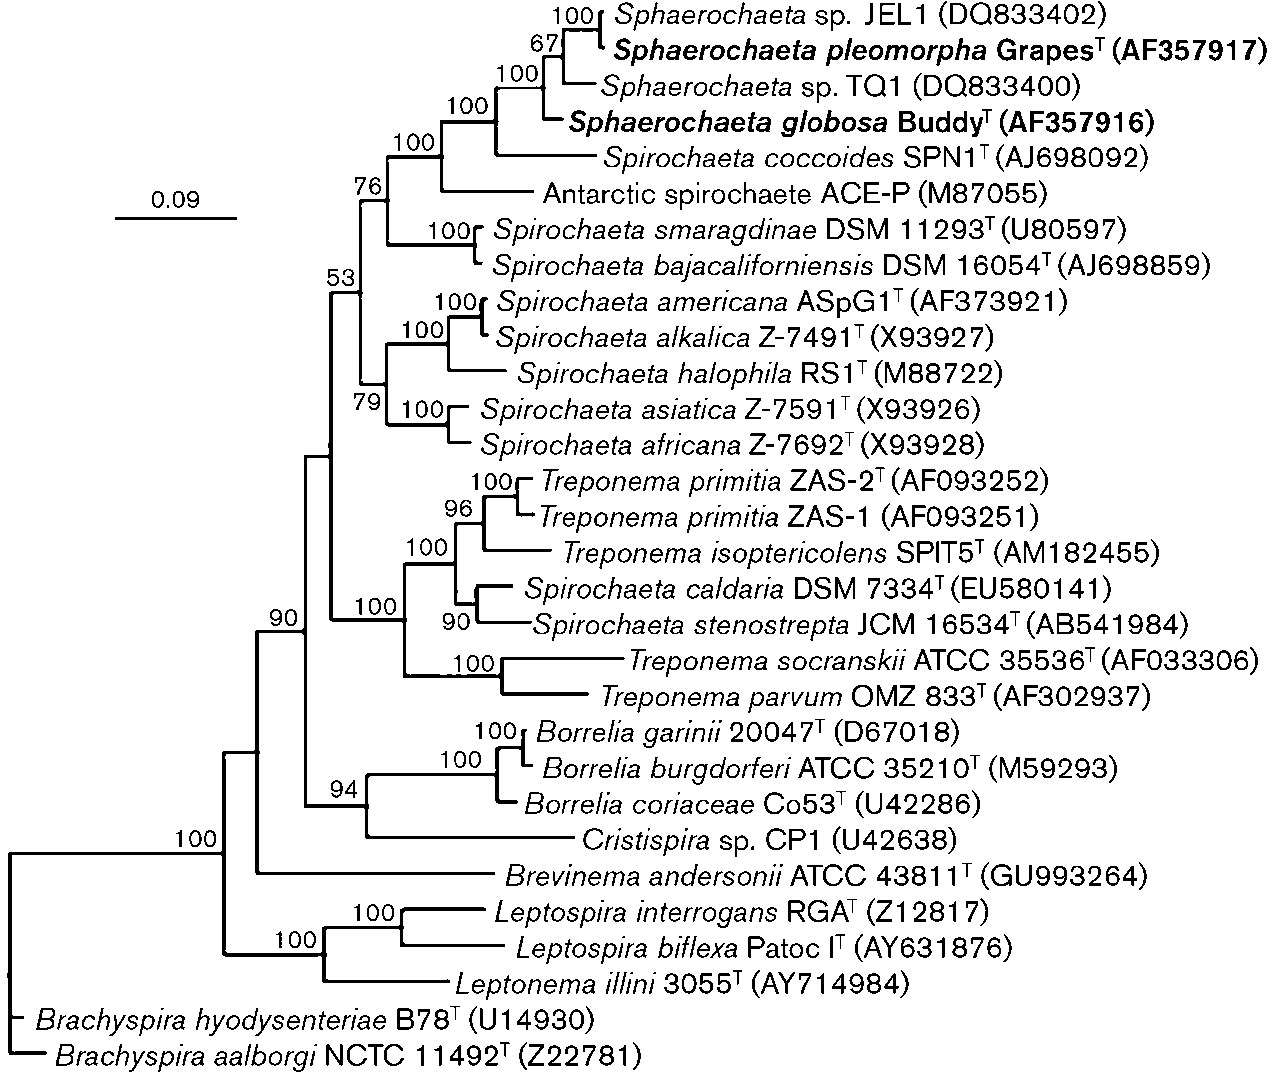 100 Sphaerochaeta sp. JEL1 (DQ833402)
67 Sphaerochaeta pleomorpha Grapesᵀ (AF357917)
100 Sphaerochaeta sp. TQ1 (DQ833400)
100 Sphaerochaeta globosa Buddyᵀ (AF357916)
100 Spirochaeta coccoides SPN1ᵀ (AJ698092)
76 Antarctic spirochaete ACE-P (M87055)
0.09
100 Spirochaeta smaragdinae DSM 11293ᵀ (U80597)
Spirochaeta bajacaliforniensis DSM 16054ᵀ (AJ698859)
53
100 Spirochaeta americana ASpG1ᵀ (AF373921)
100 Spirochaeta alkalica Z-7491ᵀ (X93927)
Spirochaeta halophila RS1ᵀ (M88722)
79 100 Spirochaeta asiatica Z-7591ᵀ (X93926)
Spirochaeta africana Z-7692ᵀ (X93928)
100 Treponema primitia ZAS-2ᵀ (AF093252)
96 Treponema primitia ZAS-1 (AF093251)
100 Treponema isoptericolens SPIT5ᵀ (AM182455)
Spirochaeta caldaria DSM 7334ᵀ (EU580141)
100
90 90 Spirochaeta stenostrepta JCM 16534ᵀ (AB541984)
100 Treponema socranskii ATCC 35536ᵀ (AF033306)
Treponema parvum OMZ 833ᵀ (AF302937)
100 Borrelia garinii 20047ᵀ (D67018)
100 Borrelia burgdorferi ATCC 35210ᵀ (M59293)
94 Borrelia coriaceae Co53ᵀ (U42286)
100 Cristispira sp. CP1 (U42638)
Brevinema andersonii ATCC 43811ᵀ (GU993264)
100 Leptospira interrogans RGAᵀ (Z12817)
100 Leptospira biflexa Patoc Iᵀ (AY631876)
Leptonema illini 3055ᵀ (AY714984)
Brachyspira hyodysenteriae B78ᵀ (U14930)
Brachyspira aalborgi NCTC 11492ᵀ (Z22781)